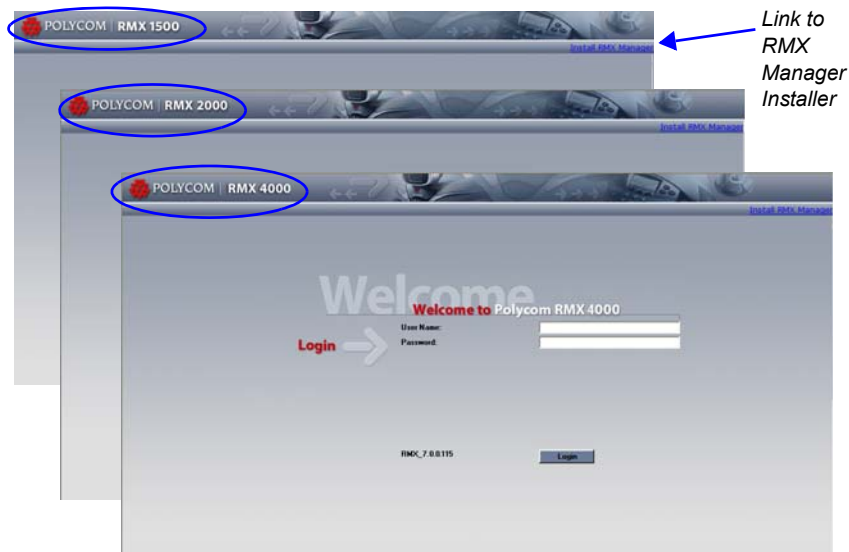 POLYCOM | RMX 1500
Install RMX Manager
Link to
RMX
Manager
Installer
POLYCOM | RMX 2000
Install RMX Manager
POLYCOM | RMX 4000
Install RMX Manager
Welcome
Welcome to Polycom RMX 4000
User Name:
Login
Password:
RMX_7.0.0.115
Login